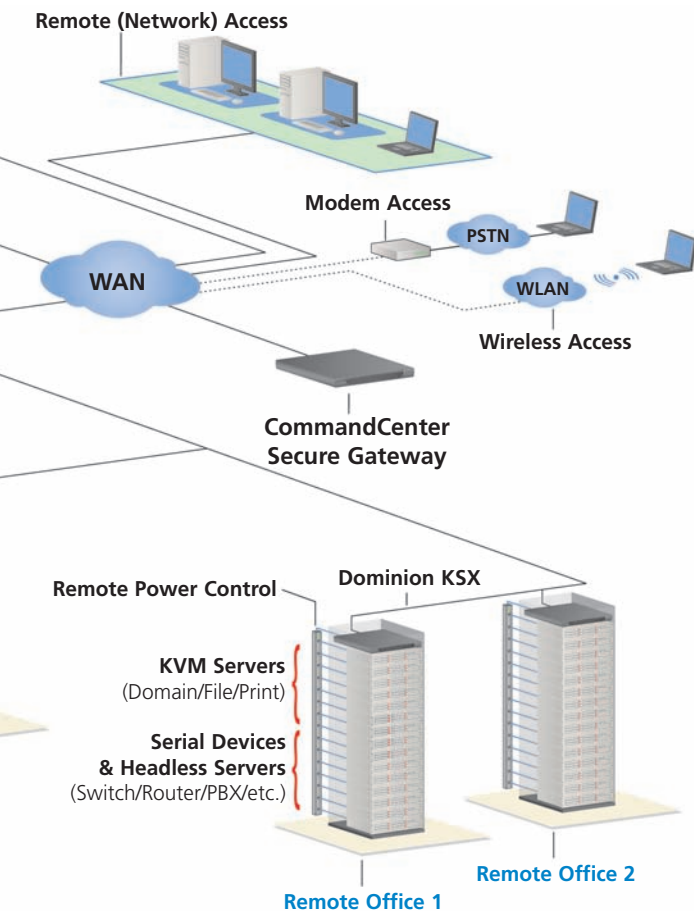 Remote (Network) Access
Modem Access
PSTN
WAN
WLAN
Wireless Access
CommandCenter
Secure Gateway
Remote Power Control
Dominion KSX
KVM Servers
(Domain/File/Print)
Serial Devices
& Headless Servers
(Switch/Router/PBX/etc.)
Remote Office 2
Remote Office 1